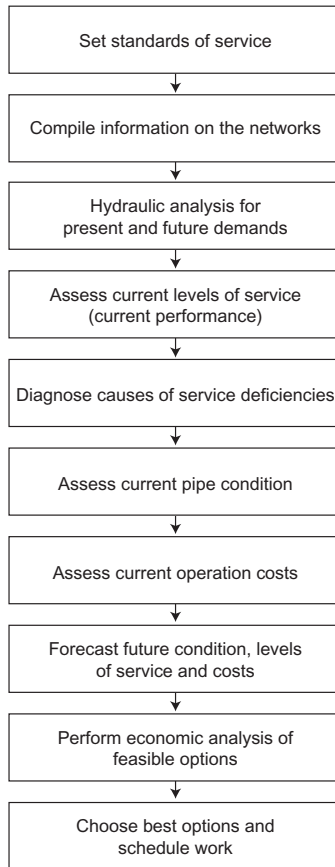 Set standards of service
Compile information on the networks
Hydraulic analysis for
present and future demands
Assess current levels of service
(current performance)
Diagnose causes of service deficiencies
Assess current pipe condition
Assess current operation costs
Forecast future condition, levels
of service and costs
Perform economic analysis of
feasible options
Choose best options and
schedule work